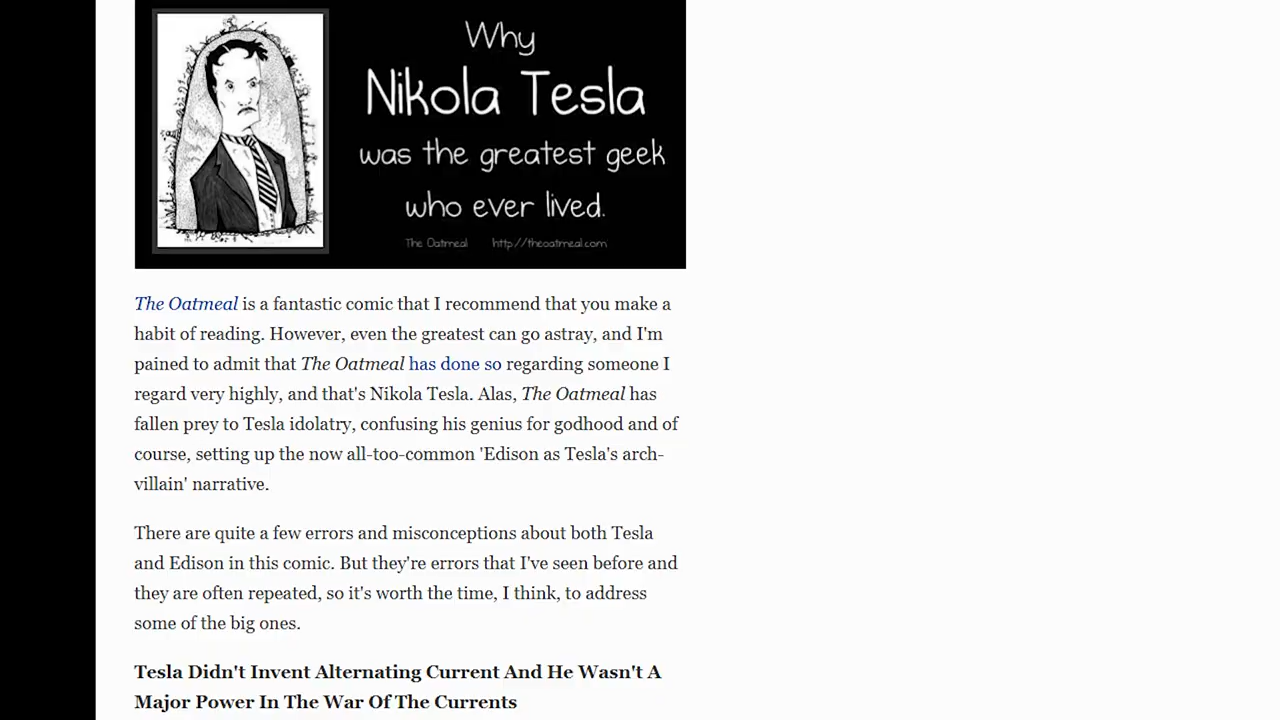 Why
Nikola Tesla
was the greatest geek
who ever lived.
The Oatmeal http://theoatmeal.com
The Oatmeal is a fantastic comic that I recommend that you make a
habit of reading. However, even the greatest can go astray, and I'm
pained to admit that The Oatmeal has done so regarding someone I
regard very highly, and that's Nikola Tesla. Alas, The Oatmeal has
fallen prey to Tesla idolatry, confusing his genius for godhood and of
course, setting up the now all-too-common 'Edison as Tesla's arch-
villain' narrative.
There are quite a few errors and misconceptions about both Tesla
and Edison in this comic. But they're errors that I've seen before and
they are often repeated, so it's worth the time, I think, to address
some of the big ones.
Tesla Didn't Invent Alternating Current And He Wasn't A
Major Power In The War Of The Currents